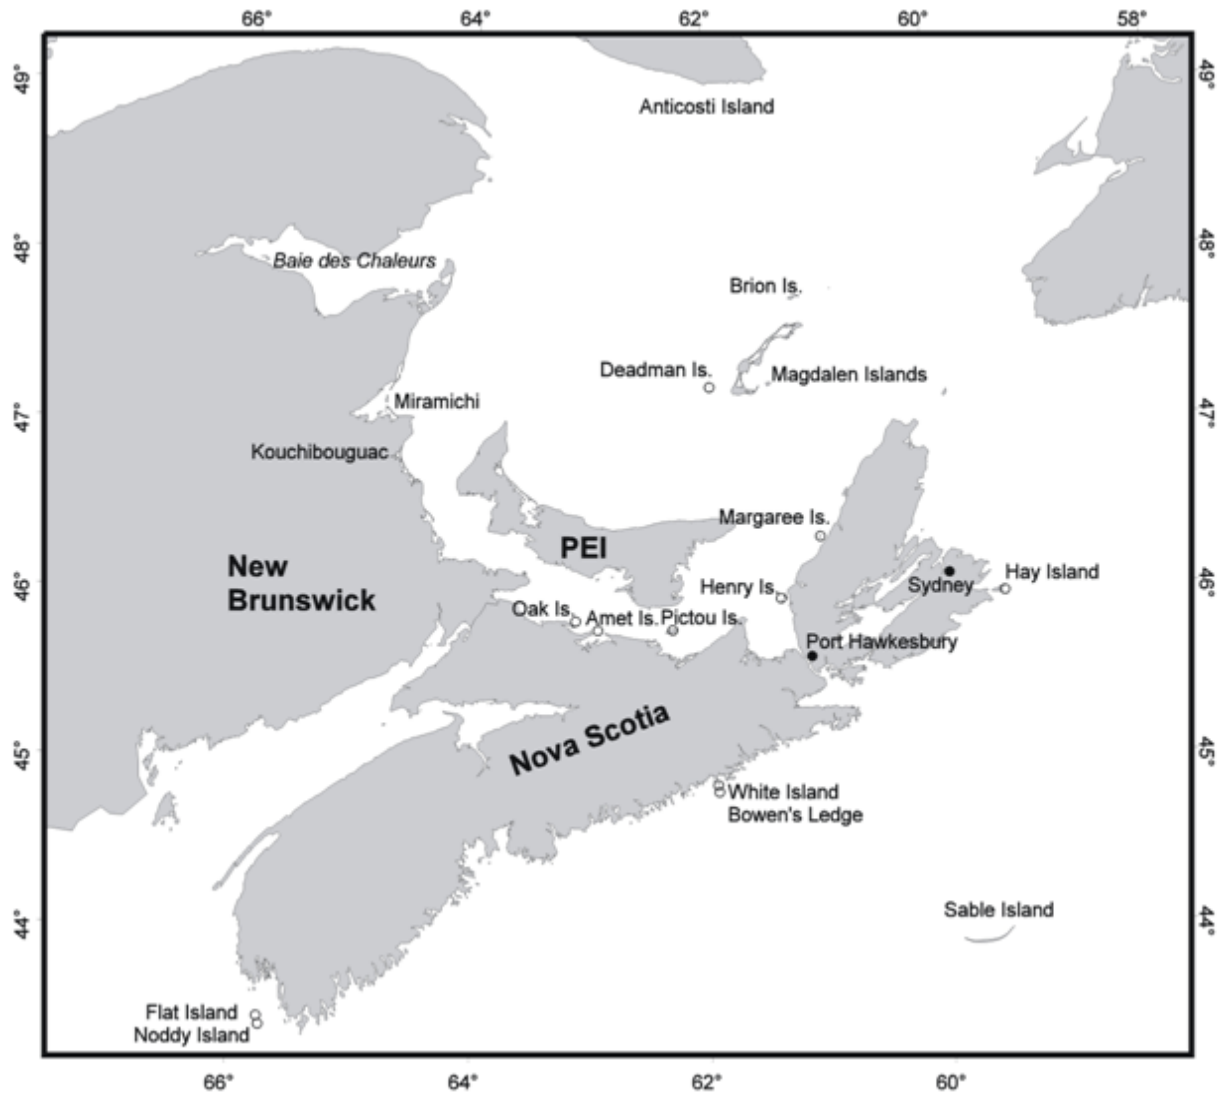 66°
64°
62°
60°
58°
49°
49°
Anticosti Island
48°
48°
Baie des Chaleurs
Brion Is.
Deadman Is.
Magdalen Islands
47°
47°
Miramichi
Kouchibouguac
Margaree Is.
PEI
New
Brunswick
46°
46°
Hay Island
Sydney
Henry Is.
Oak Is.
Amet Is.
Pictou Is.
Port Hawkesbury
Nova Scotia
45°
45°
White Island
Bowen's Ledge
44°
44°
Sable Island
Flat Island
Noddy Island
66°
64°
62°
60°